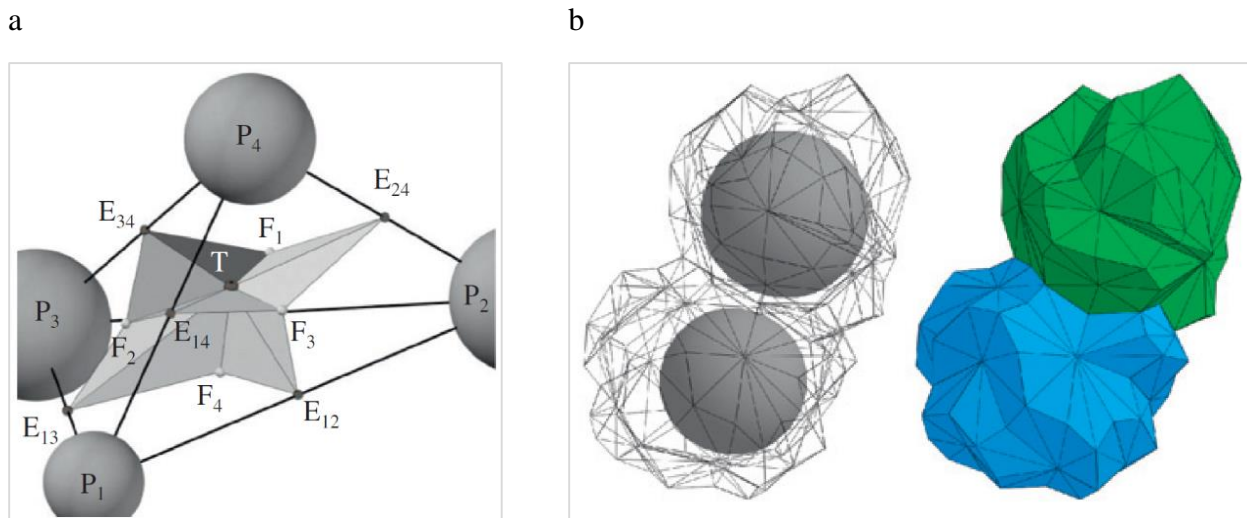 a
b
P₄
E₂₄
E₃₄
F₁
T
P₃
P₂
F₂
E₁₄
F₃
F₄
E₁₃
E₁₂
P₁